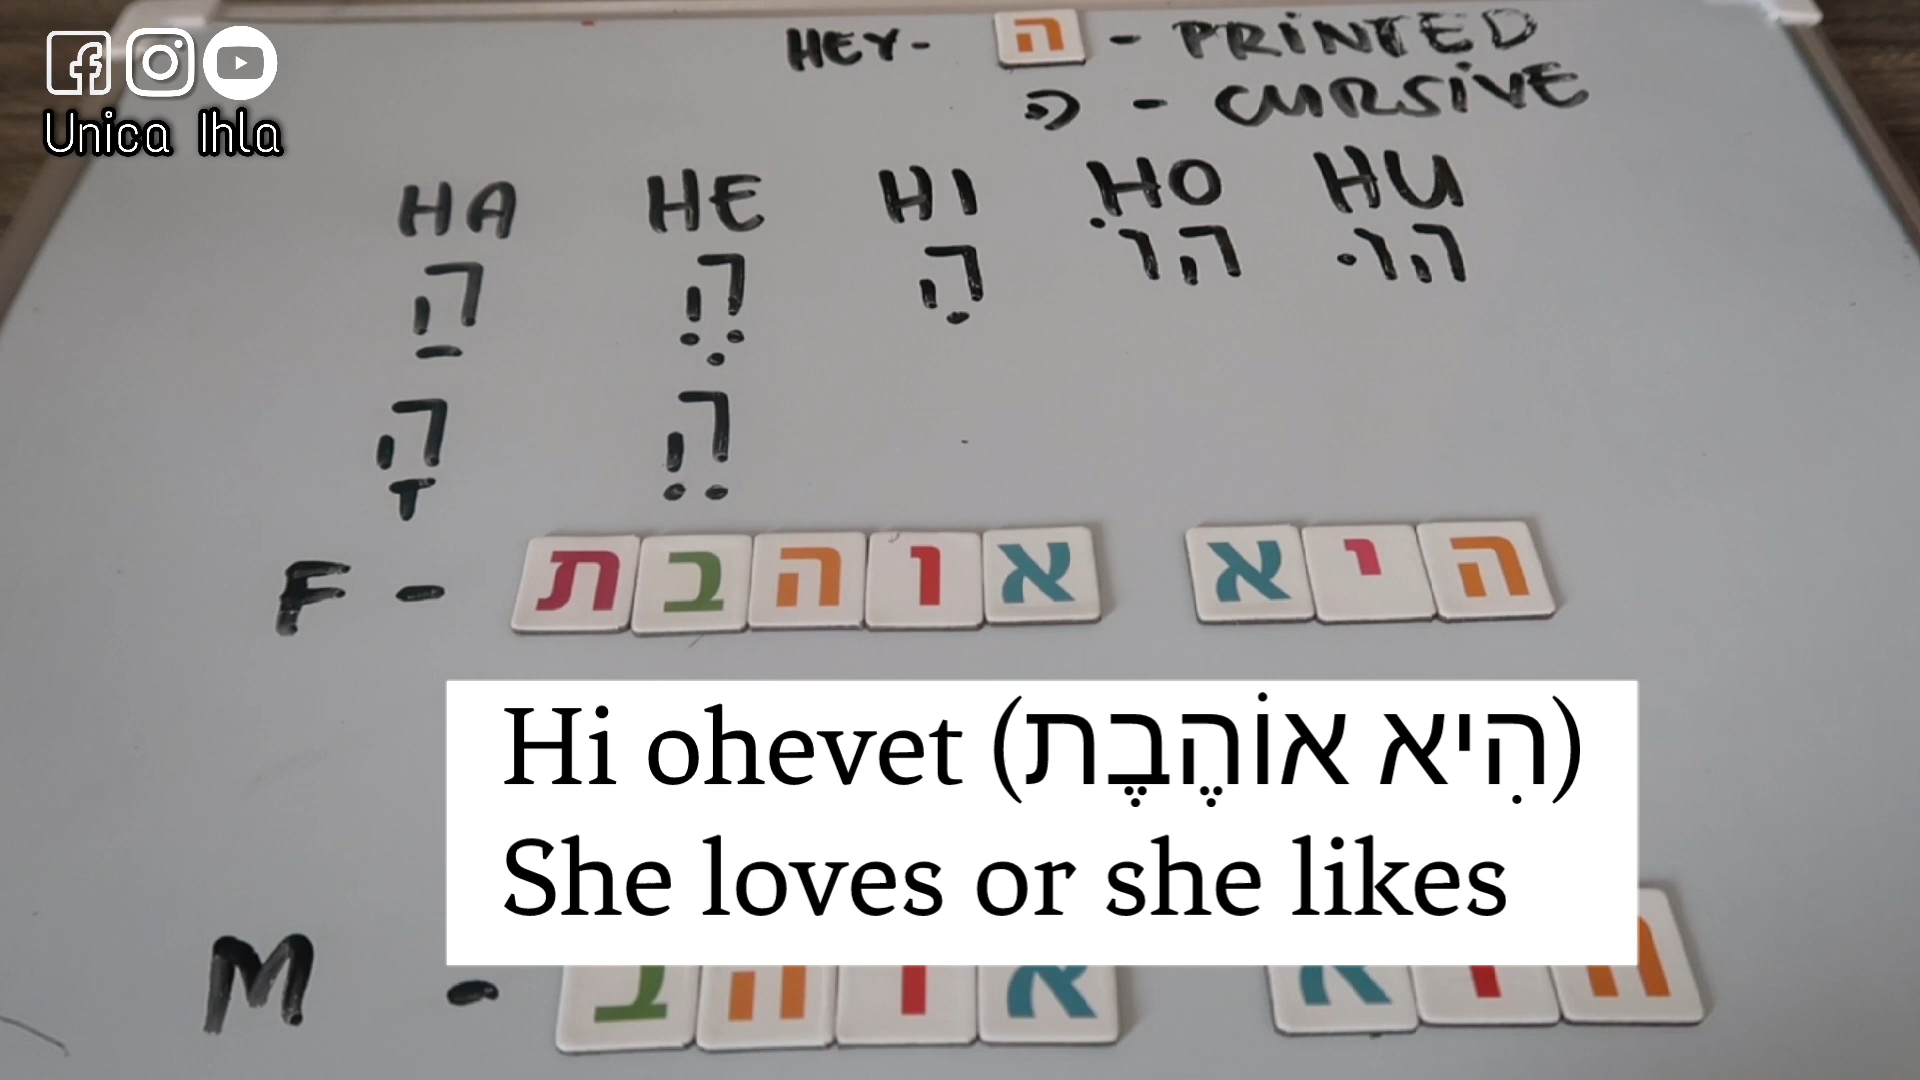 Unica Ihla
HEY - ה - PRINTED
ה - CURSIVE
HA HE HI HO HU
הַ הֶ הִ הוֹ הוּ
הָ הֵ
F - היא אוהבת
Hi ohevet (הִיא אוֹהֶבֶת)
She loves or she likes
M - הוא אוהב